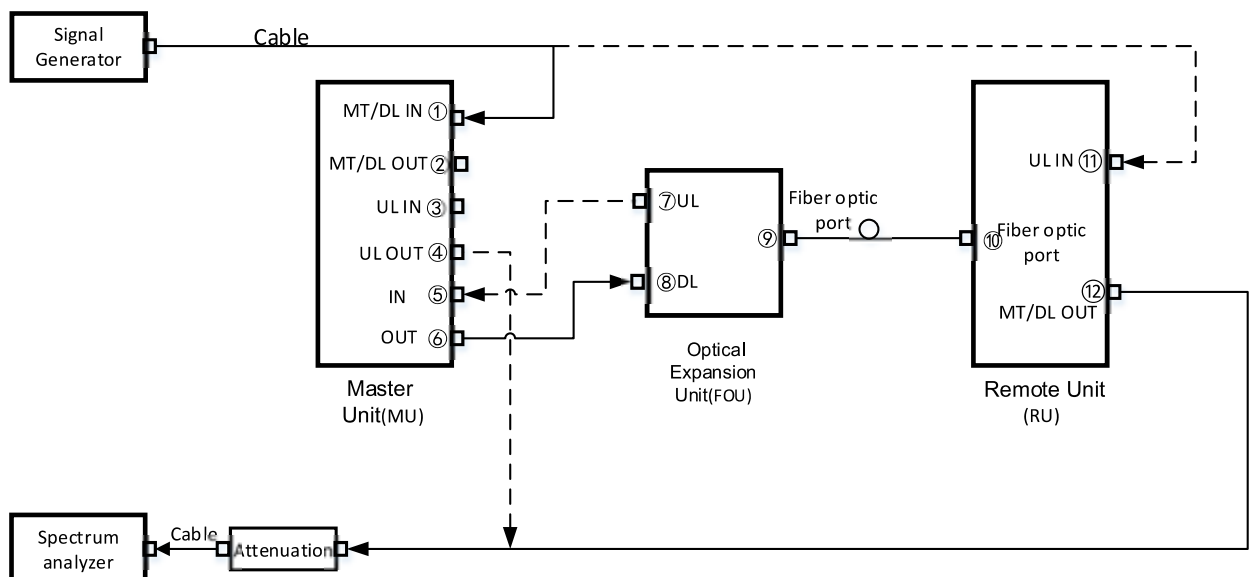 Signal
Generator
Cable
MT/DL IN ①
MT/DL OUT ②
UL IN ③
UL OUT ④
IN ⑤
OUT ⑥
Master
Unit(MU)
⑦UL
⑧DL
⑨
Optical
Expansion
Unit(FOU)
Fiber optic
port
UL IN ⑪
⑩Fiber optic
port
⑫
MT/DL OUT
Remote Unit
(RU)
Spectrum
analyzer
Cable
Attenuation